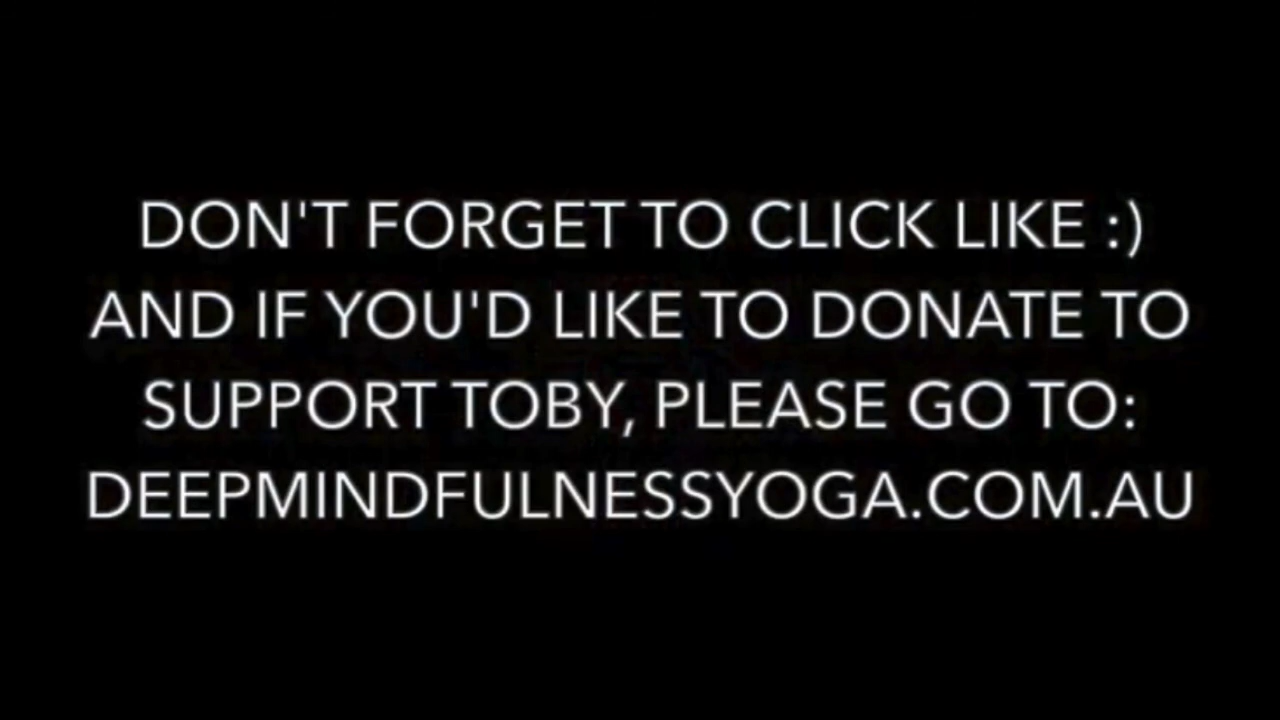 DON'T FORGET TO CLICK LIKE :)
AND IF YOU'D LIKE TO DONATE TO
SUPPORT TOBY, PLEASE GO TO:
DEEPMINDFULNESSYOGA.COM.AU